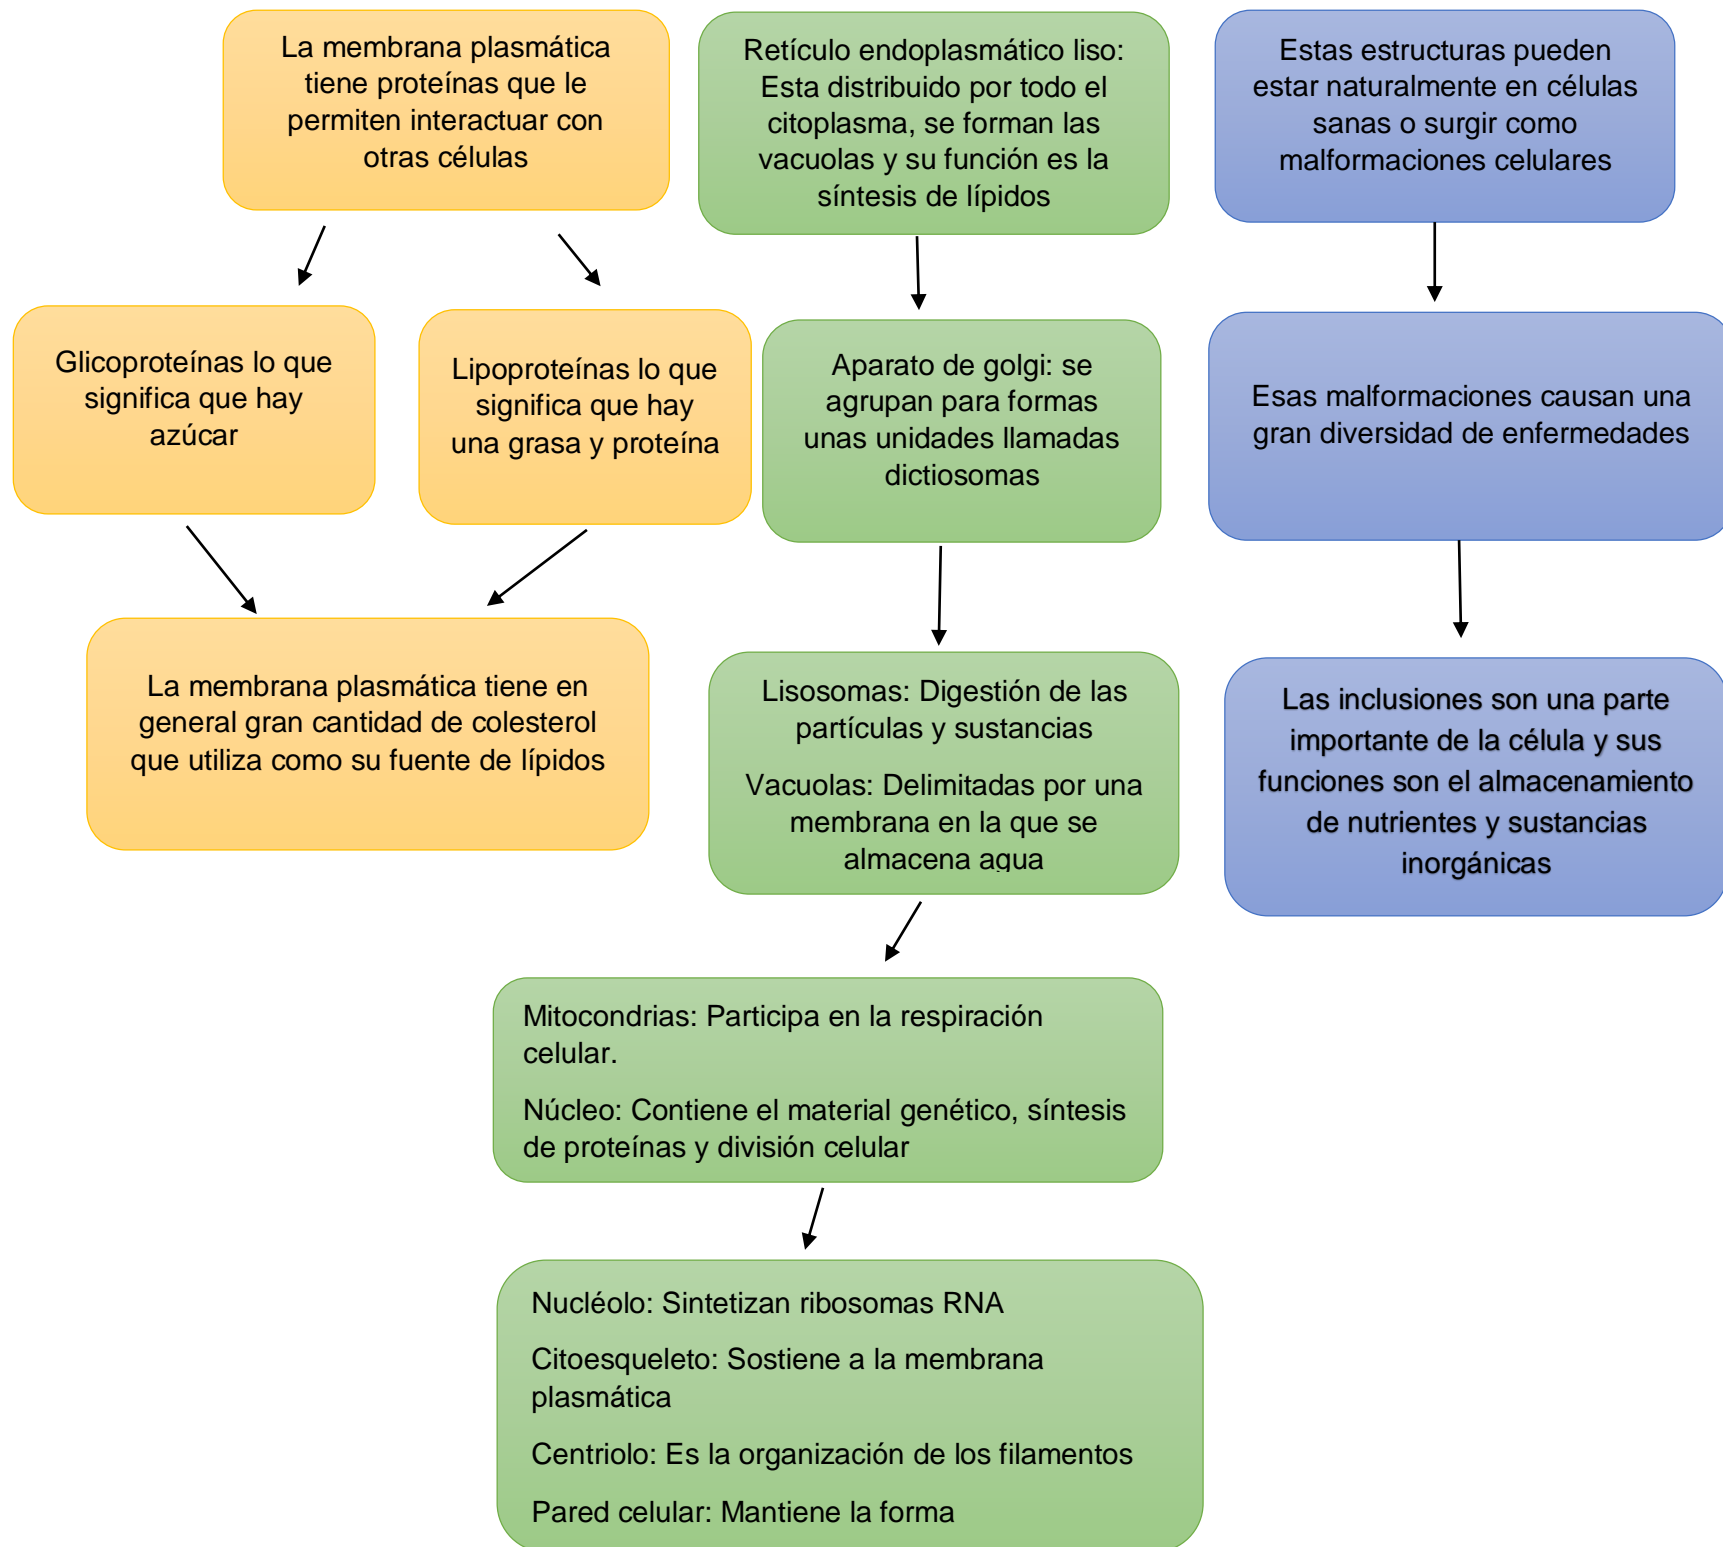 La membrana plasmática
tiene proteínas que le
permiten interactuar con
otras células
Glicoproteínas lo que
significa que hay
azúcar
Lipoproteínas lo que
significa que hay
una grasa y proteína
La membrana plasmática tiene en
general gran cantidad de colesterol
que utiliza como su fuente de lípidos
Retículo endoplasmático liso:
Esta distribuido por todo el
citoplasma, se forman las
vacuolas y su función es la
síntesis de lípidos
Aparato de golgi: se
agrupan para formas
unas unidades llamadas
dictiosomas
Lisosomas: Digestión de las
partículas y sustancias
Vacuolas: Delimitadas por una
membrana en la que se
almacena agua
Mitocondrias: Participa en la respiración
celular.
Núcleo: Contiene el material genético, síntesis
de proteínas y división celular
Nucléolo: Sintetizan ribosomas RNA
Citoesqueleto: Sostiene a la membrana
plasmática
Centriolo: Es la organización de los filamentos
Pared celular: Mantiene la forma
Estas estructuras pueden
estar naturalmente en células
sanas o surgir como
malformaciones celulares
Esas malformaciones causan una
gran diversidad de enfermedades
Las inclusiones son una parte
importante de la célula y sus
funciones son el almacenamiento
de nutrientes y sustancias
inorgánicas